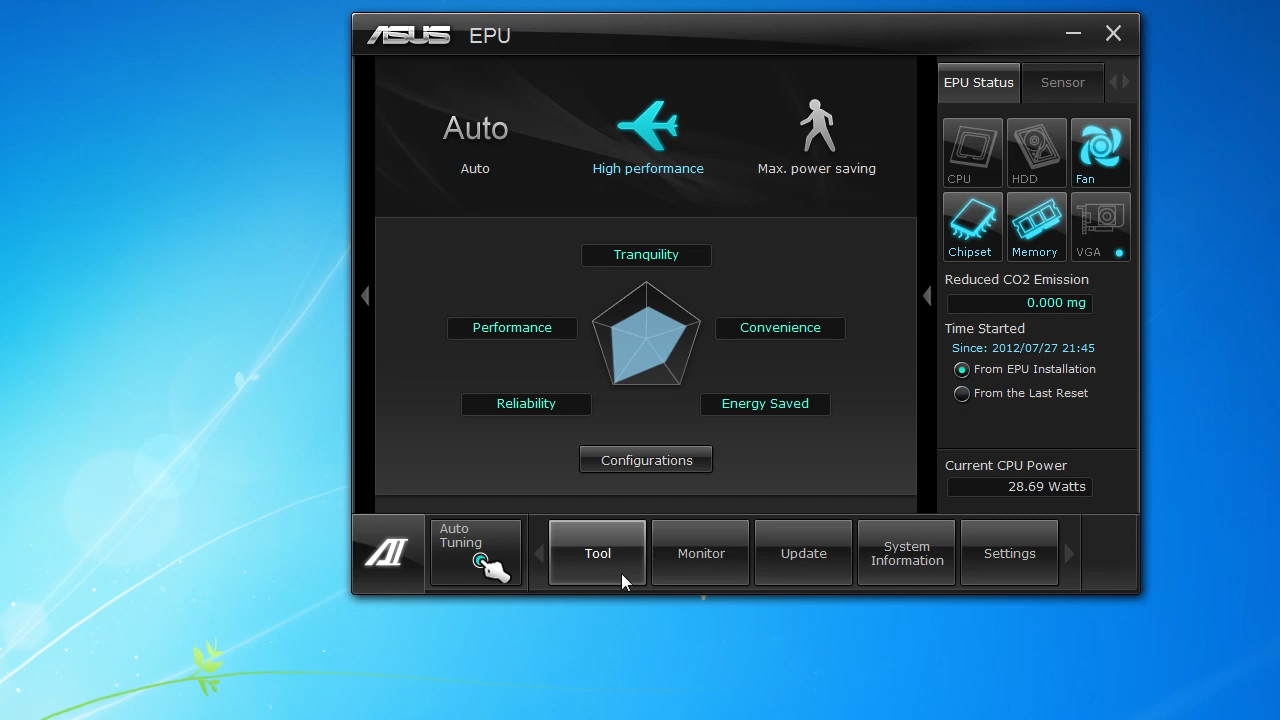 ASUS EPU
Auto
Auto
High performance
Max. power saving
Tranquility
Performance
Convenience
Reliability
Energy Saved
Configurations
EPU Status
Sensor
CPU
HDD
Fan
Chipset
Memory
VGA
Reduced CO2 Emission
0.000 mg
Time Started
Since: 2012/07/27 21:45
From EPU Installation
From the Last Reset
Current CPU Power
28.69 Watts
AI
Auto
Tuning
Tool
Monitor
Update
System
Information
Settings